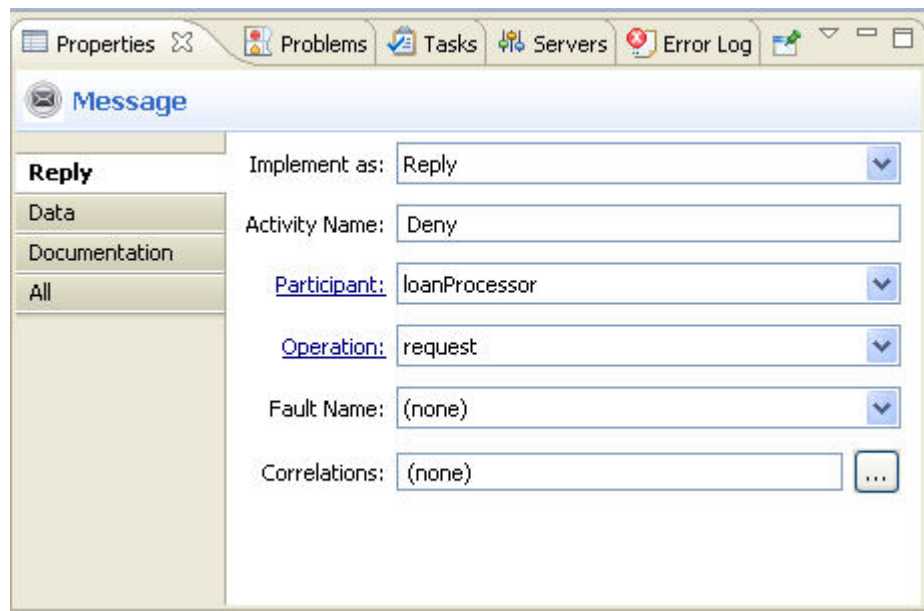 Properties Problems Tasks Servers Error Log
Message
Reply
Data
Documentation
All
Implement as: Reply
Activity Name: Deny
Participant: loanProcessor
Operation: request
Fault Name: (none)
Correlations: (none) ...